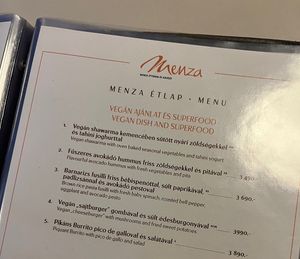 Menza
MENZA ÉTLAP • MENU
VEGÁN AJÁNLAT ÉS SUPERFOOD
VEGAN DISH AND SUPERFOOD
1. Vegán shawarma kemencében sütött nyári zöldségekkel
és tahini joghurttal
Vegan shawarma with oven baked seasonal vegetables and tahini yogurt
2. Fűszeres avokádó hummus friss zöldségekkel és pitával
Flavourful avocado hummus with fresh vegetables and pita
3 450.-
3. Barnarizs fusilli friss bébispenóttal, sült paprikával,
padlizsánnal és avokádó pestoval
3 690.-
Brown rice pasta fusilli with fresh baby spinach, roasted bell pepper,
eggplant and avocado pesto
4. Vegán „sajtburger" gombával és sült édesburgonyával
3990.-
Vegan „cheeseburger" with mushrooms and fried sweet potatoes
5. Pikáns Burrito pico de galloval és salátával
3 890.-
Piquant Burrito with pico de gallo and salad